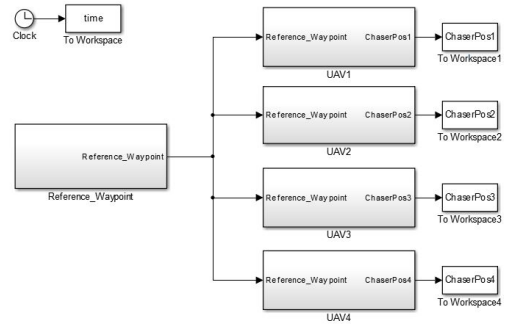 time
Clock
To Workspace
Reference_Waypoint
ChaserPos1
UAV1
ChaserPos1
To Workspace1
Reference_Waypoint
ChaserPos2
UAV2
ChaserPos2
To Workspace2
Reference_Waypoint
Reference_Waypoint
Reference_Waypoint
ChaserPos3
UAV3
ChaserPos3
To Workspace3
Reference_Waypoint
ChaserPos4
UAV4
ChaserPos4
To Workspace4